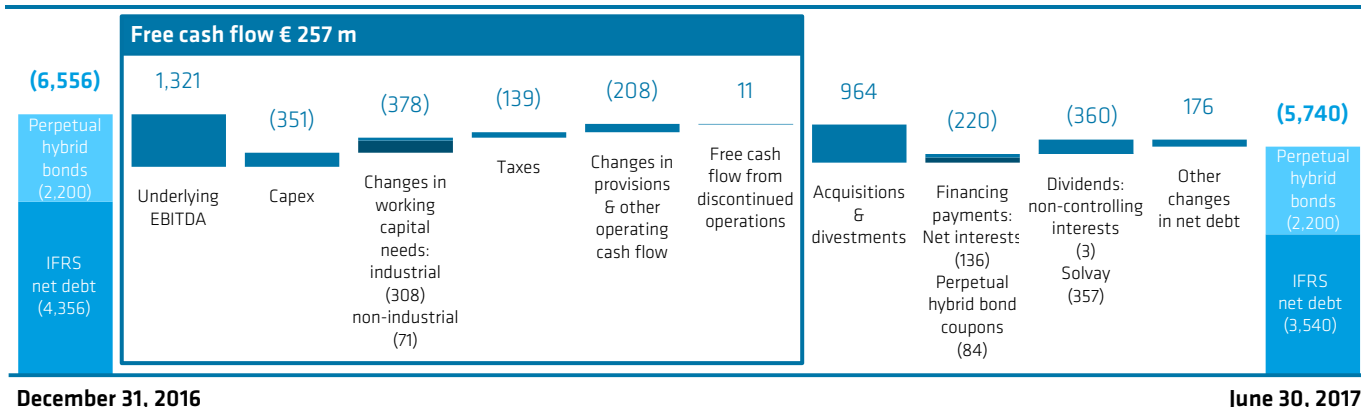 Free cash flow € 257 m
(6,556)
Perpetual
hybrid
bonds
(2,200)
IFRS
net debt
(4,356)
1,321
Underlying
EBITDA
(351)
Capex
(378)
Changes in
working
capital
needs:
industrial
(308)
non-industrial
(71)
(139)
Taxes
(208)
Changes in
provisions
& other
operating
cash flow
11
Free cash
flow from
discontinued
operations
964
Acquisitions
&
divestments
(220)
Financing
payments:
Net interests
(136)
Perpetual
hybrid bond
coupons
(84)
(360)
Dividends:
non-controlling
interests
(3)
Solvay
(357)
176
Other
changes
in net debt
(5,740)
Perpetual
hybrid
bonds
(2,200)
IFRS
net debt
(3,540)
December 31, 2016
June 30, 2017